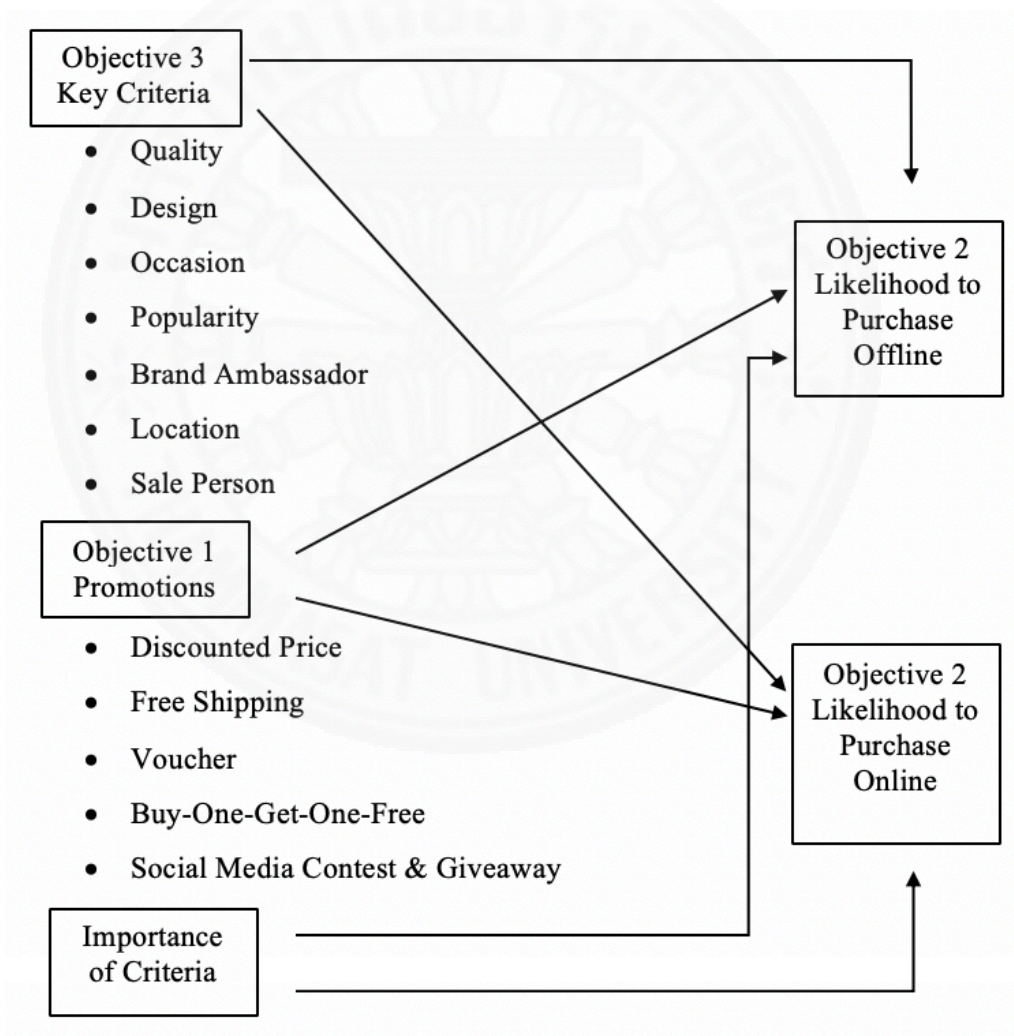 Objective 3
Key Criteria
• Quality
• Design
• Occasion
• Popularity
• Brand Ambassador
• Location
• Sale Person
Objective 1
Promotions
• Discounted Price
• Free Shipping
• Voucher
• Buy-One-Get-One-Free
• Social Media Contest & Giveaway
Importance
of Criteria
Objective 2
Likelihood to
Purchase
Offline
Objective 2
Likelihood to
Purchase
Online
UNIVERSITY